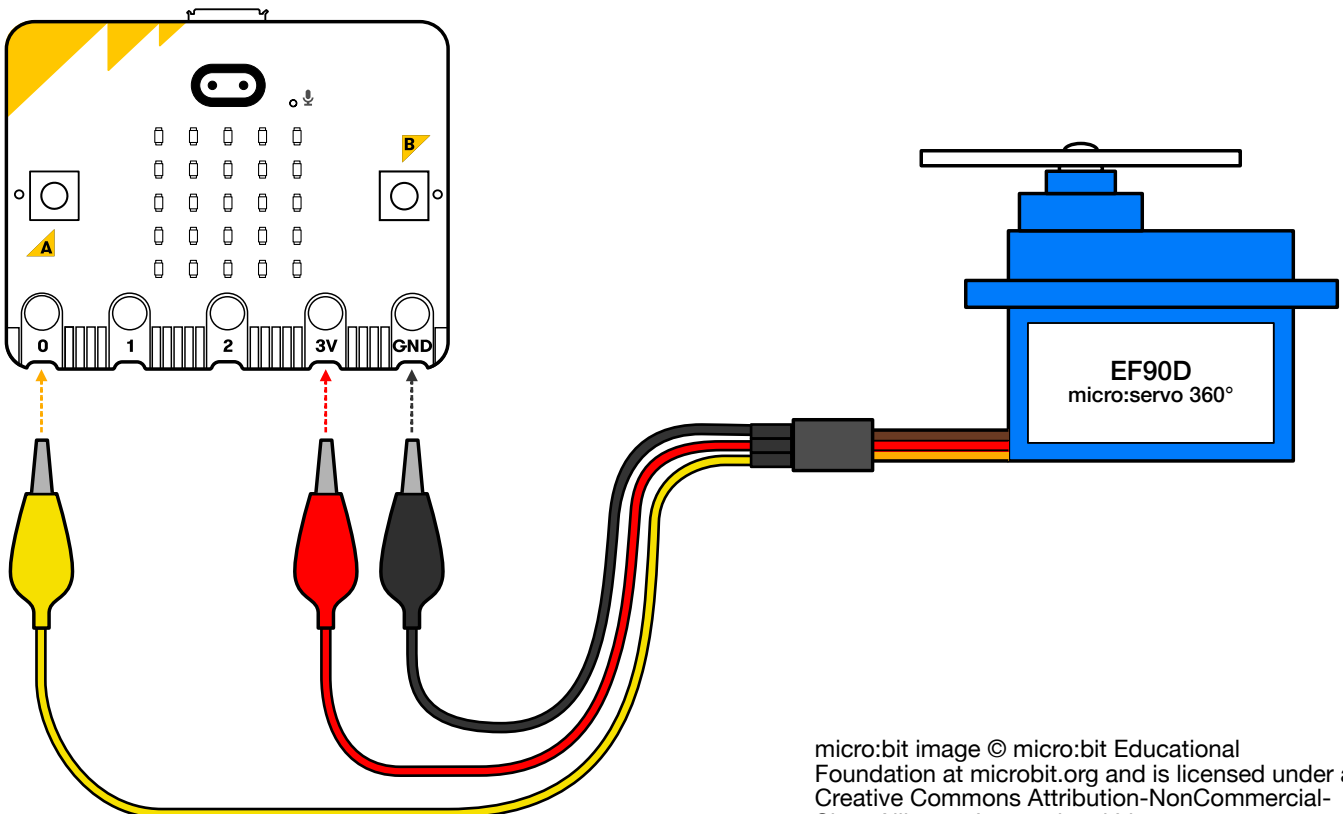 B
A
0 1 2 3V GND
EF90D
micro:servo 360°
micro:bit image © micro:bit Educational
Foundation at microbit.org and is licensed under a
Creative Commons Attribution-NonCommercial-